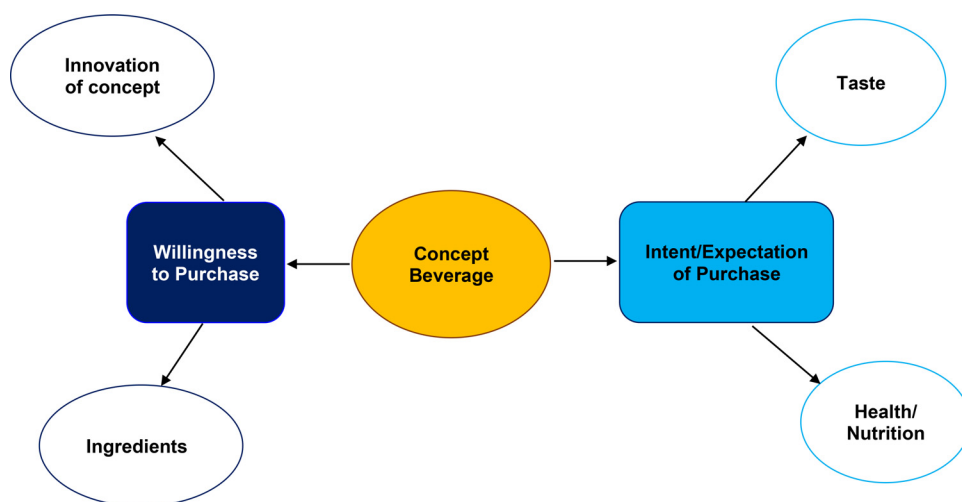 Innovation
of concept
Taste
Willingness
to Purchase
Concept
Beverage
Intent/Expectation
of Purchase
Ingredients
Health/
Nutrition